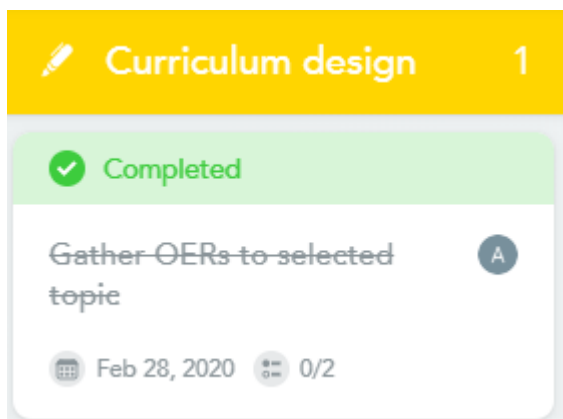 Curriculum design 1
Completed
Gather OERs to selected A
topic
Feb 28, 2020 0/2